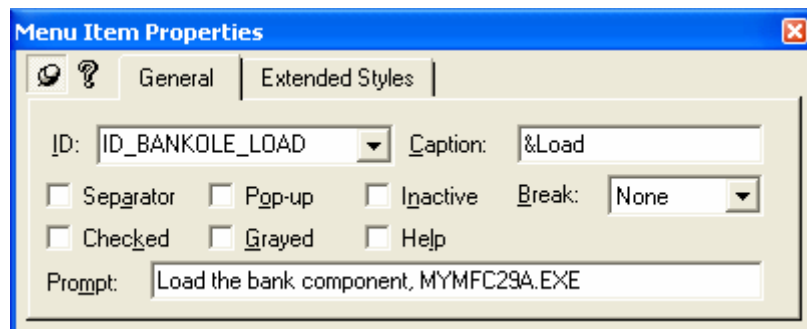 Menu Item Properties
General Extended Styles
ID: ID_BANKOLE_LOAD Caption: &Load
Separator Pop-up Inactive Break: None
Checked Grayed Help
Prompt: Load the bank component, MYMFC29A.EXE